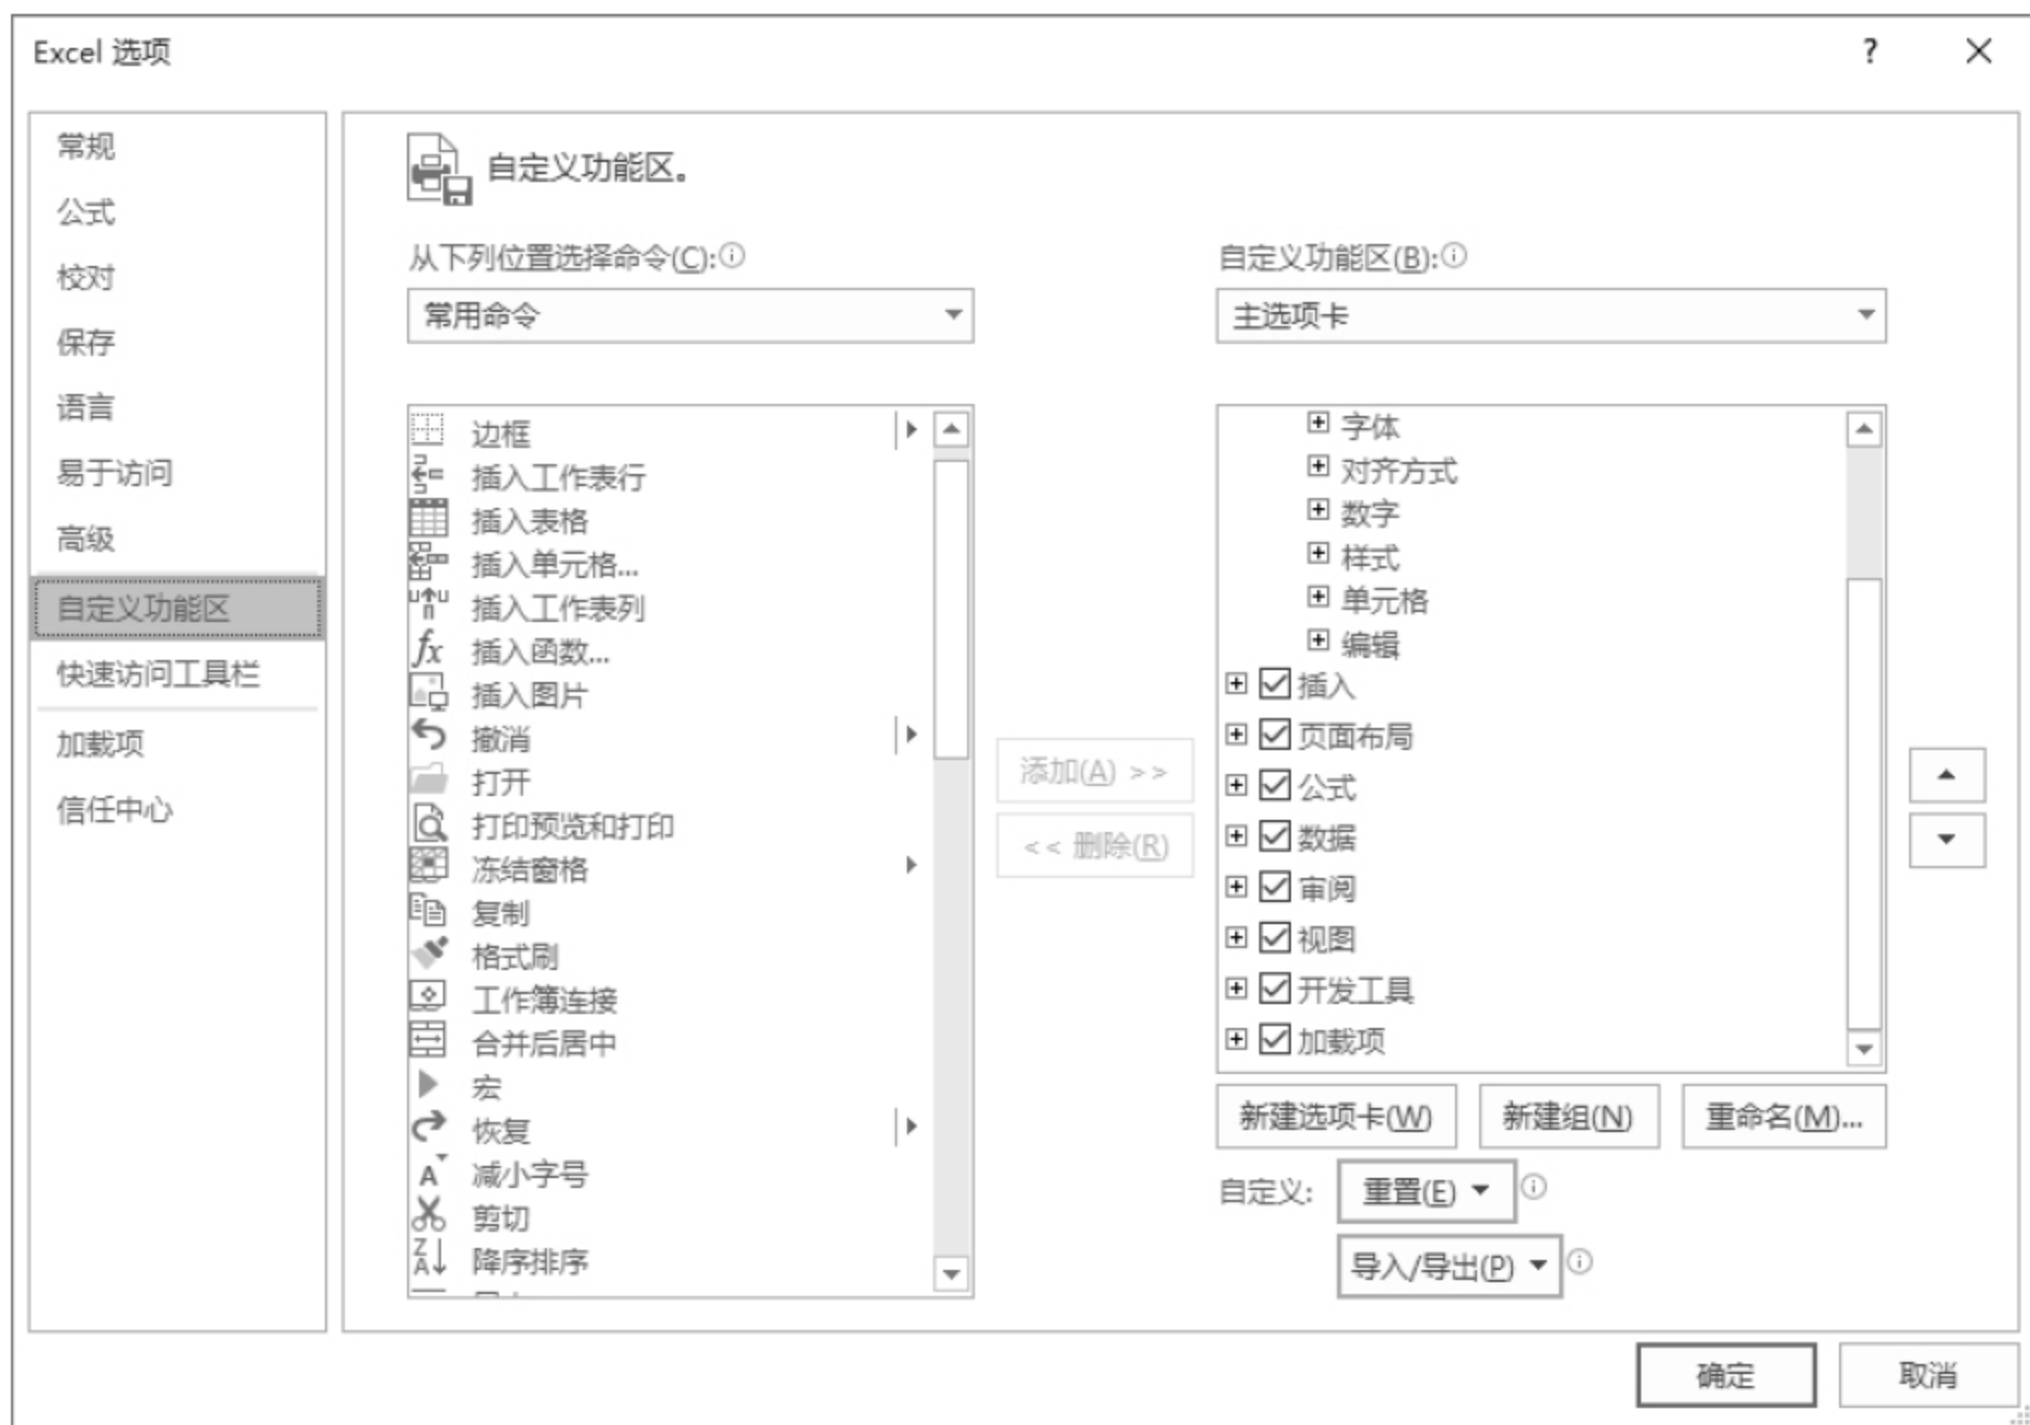 Excel 选项
?
常规
公式
校对
保存
语言
易于访问
高级
自定义功能区
快速访问工具栏
加载项
信任中心
自定义功能区。
从下列位置选择命令(C):
常用命令
边框
插入工作表行
插入表格
插入单元格...
插入工作表列
插入函数...
插入图片
撤消
打开
打印预览和打印
冻结窗格
复制
格式刷
工作簿连接
合并后居中
宏
恢复
减小字号
剪切
降序排序
添加(A) >>
<< 删除(R)
自定义功能区(B):
主选项卡
字体
对齐方式
数字
样式
单元格
编辑
插入
页面布局
公式
数据
审阅
视图
开发工具
加载项
新建选项卡(W)
新建组(N)
重命名(M)...
自定义:
重置(E)
导入/导出(P)
确定
取消